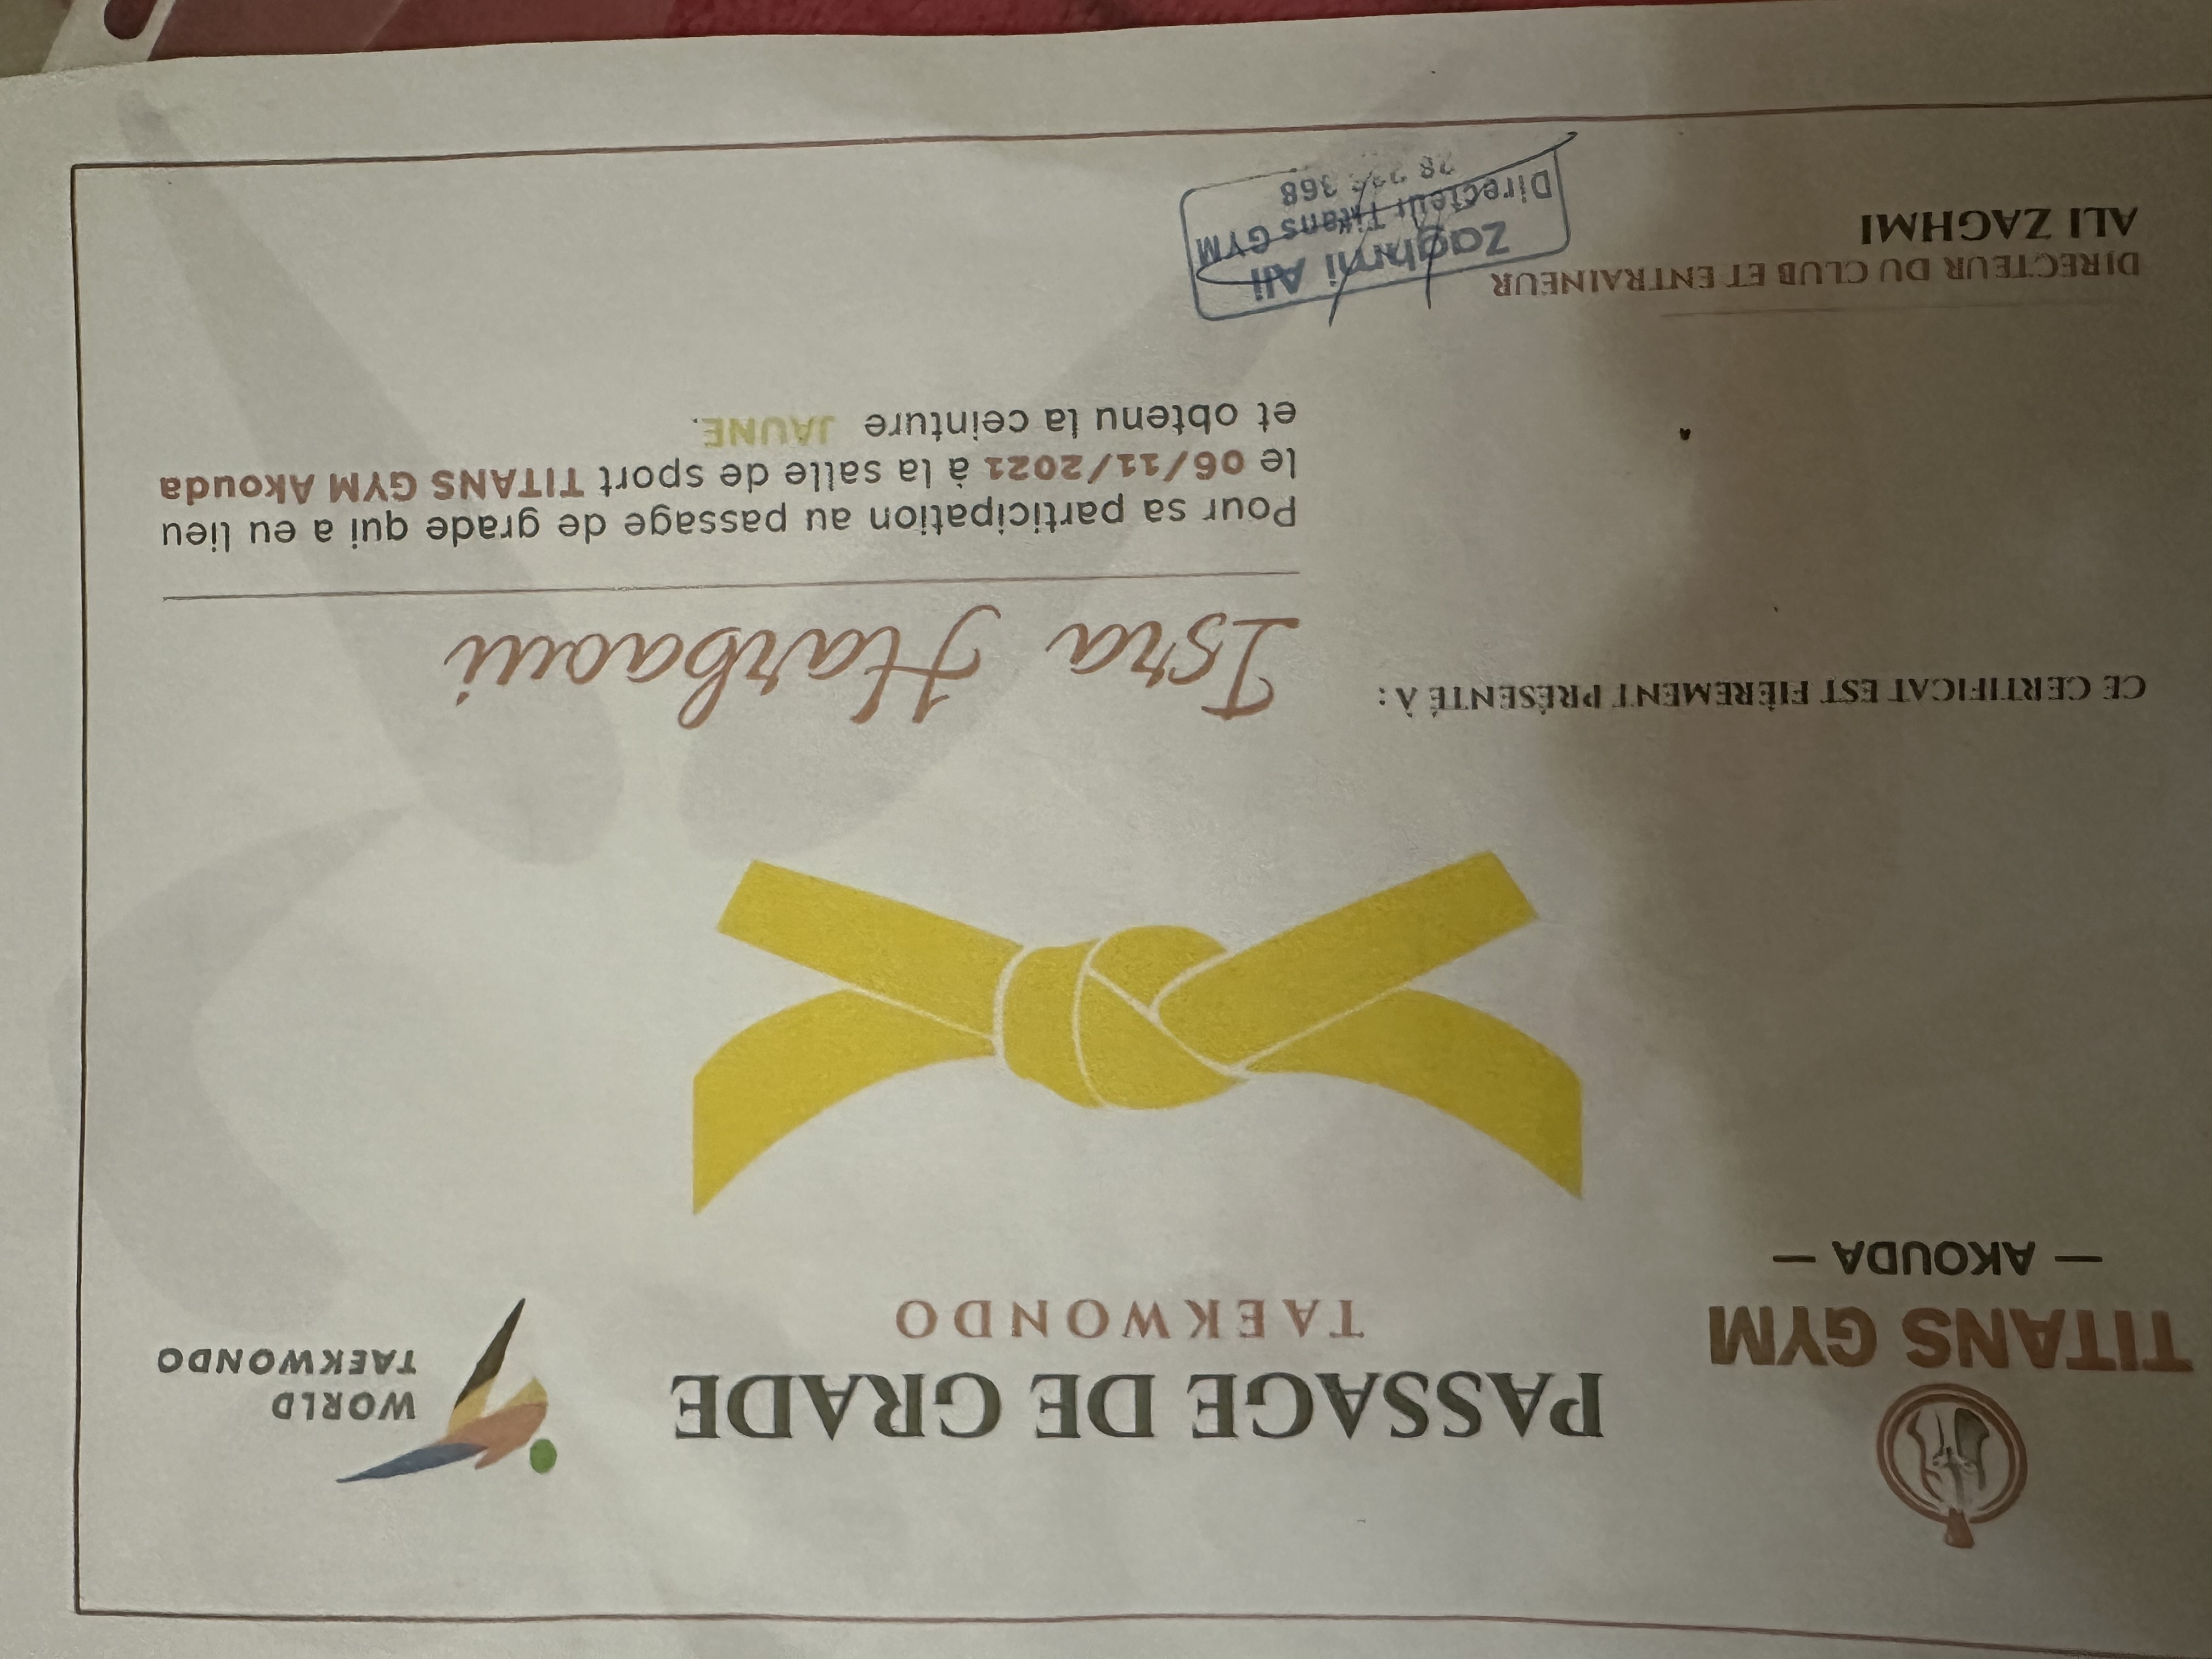 TITANS GYM
— AKOUDA —
PASSAGE DE GRADE
TAEKWONDO
WORLD
TAEKWONDO
CE CERTIFICAT EST FIÈREMENT PRÉSENTÉ À :
Isra Harbaoui
Pour sa participation au passage de grade qui a eu lieu
le 06/11/2021 à la salle de sport TITANS GYM Akouda
et obtenu la ceinture JAUNE.
DIRECTEUR DU CLUB ET ENTRAINEUR
ALI ZAGHMI
Zaghmi Ali
Directeur Titans GYM
28 368